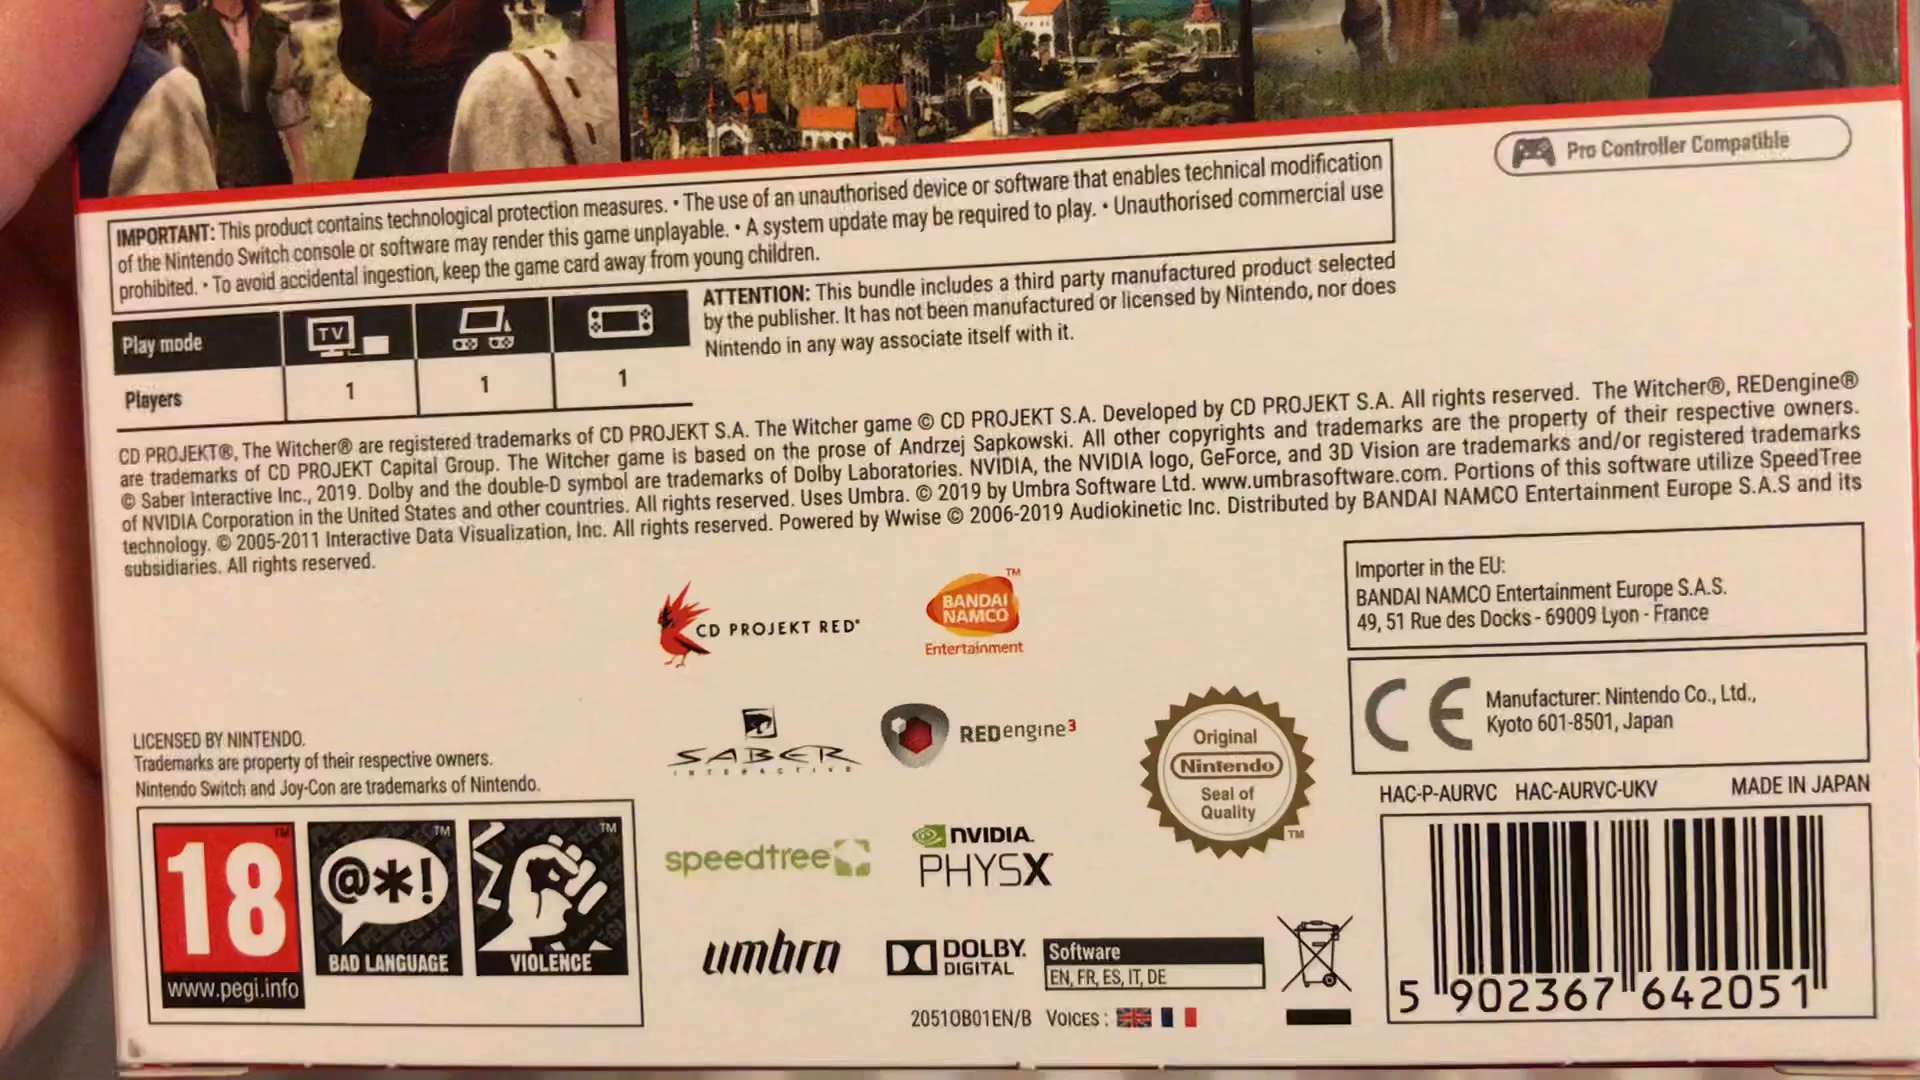 Pro Controller Compatible
IMPORTANT: This product contains technological protection measures. • The use of an unauthorised device or software that enables technical modification
of the Nintendo Switch console or software may render this game unplayable. • A system update may be required to play. • Unauthorised commercial use
prohibited. • To avoid accidental ingestion, keep the game card away from young children.
Play mode
TV
Players
1
1
1
ATTENTION: This bundle includes a third party manufactured product selected
by the publisher. It has not been manufactured or licensed by Nintendo, nor does
Nintendo in any way associate itself with it.
CD PROJEKT®, The Witcher® are registered trademarks of CD PROJEKT S.A. The Witcher game © CD PROJEKT S.A. Developed by CD PROJEKT S.A. All rights reserved. The Witcher®, REDengine®
are trademarks of CD PROJEKT Capital Group. The Witcher game is based on the prose of Andrzej Sapkowski. All other copyrights and trademarks are the property of their respective owners.
© Saber Interactive Inc., 2019. Dolby and the double-D symbol are trademarks of Dolby Laboratories. NVIDIA, the NVIDIA logo, GeForce, and 3D Vision are trademarks and/or registered trademarks
of NVIDIA Corporation in the United States and other countries. All rights reserved. Uses Umbra. © 2019 by Umbra Software Ltd. www.umbrasoftware.com. Portions of this software utilize SpeedTree
technology. © 2005-2011 Interactive Data Visualization, Inc. All rights reserved. Powered by Wwise © 2006-2019 Audiokinetic Inc. Distributed by BANDAI NAMCO Entertainment Europe S.A.S and its
subsidiaries. All rights reserved.
CD PROJEKT RED®
BANDAI
NAMCO
™
Entertainment
Importer in the EU:
BANDAI NAMCO Entertainment Europe S.A.S.
49, 51 Rue des Docks - 69009 Lyon - France
CE
Manufacturer: Nintendo Co., Ltd.,
Kyoto 601-8501, Japan
LICENSED BY NINTENDO.
Trademarks are property of their respective owners.
Nintendo Switch and Joy-Con are trademarks of Nintendo.
SABER
INTERACTIVE
REDengine3
Original
Nintendo
Seal of
Quality
™
HAC-P-AURVC HAC-AURVC-UKV MADE IN JAPAN
18
™
www.pegi.info
@*!
™
BAD LANGUAGE
™
VIOLENCE
speedtree
NVIDIA.
PHYSX
umbra
DOLBY.
DIGITAL
Software
EN, FR, ES, IT, DE
20510B01EN/B VOICES :
5 902367 642051